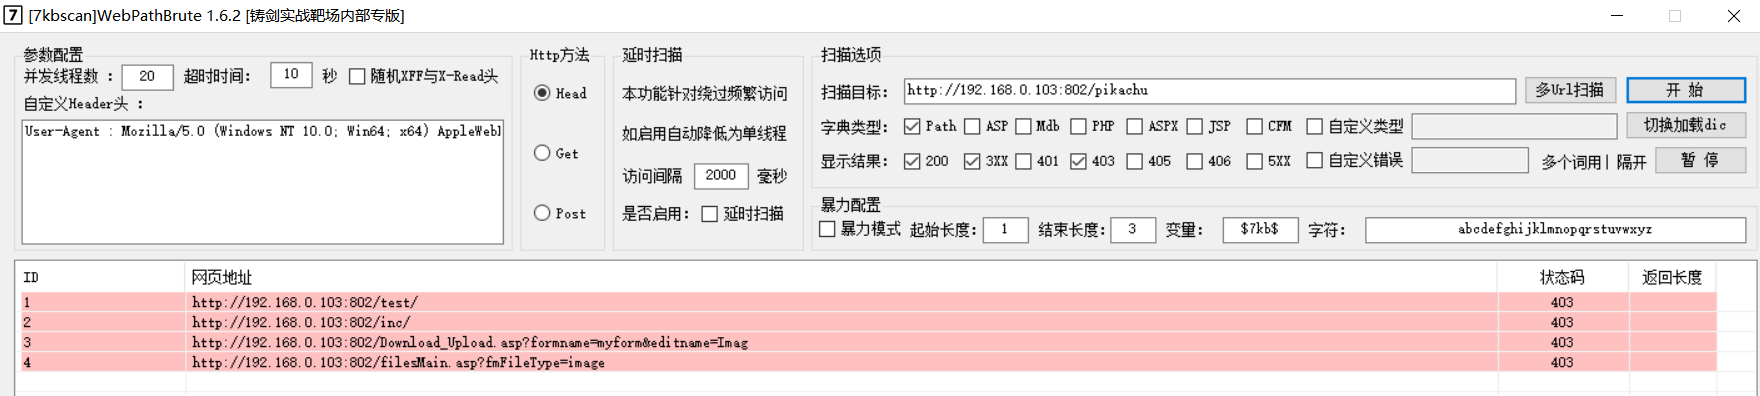 7 [7kbscan]WebPathBrute 1.6.2 [铸剑实战靶场内部专版]
参数配置
并发线程数 : 20 超时时间: 10 秒 随机XFF与X-Read头
自定义Header头 :
User-Agent : Mozilla/5.0 (Windows NT 10.0; Win64; x64) AppleWebl
Http方法
Head
Get
Post
延时扫描
本功能针对绕过频繁访问
如启用自动降低为单线程
访问间隔 2000 毫秒
是否启用: 延时扫描
扫描选项
扫描目标: http://192.168.0.103:802/pikachu 多Url扫描 开 始
字典类型: Path ASP Mdb PHP ASPX JSP CFM 自定义类型 切换加载dic
显示结果: 200 3XX 401 403 405 406 5XX 自定义错误 多个词用| 隔开 暂 停
暴力配置
暴力模式 起始长度: 1 结束长度: 3 变量: $7kb$ 字符: abcdefghijklmnopqrstuvwxyz
ID 网页地址 状态码 返回长度
1 http://192.168.0.103:802/test/ 403
2 http://192.168.0.103:802/inc/ 403
3 http://192.168.0.103:802/Download_Upload.asp?formname=myform&editname=Imag 403
4 http://192.168.0.103:802/filesMain.asp?fmFileType=image 403